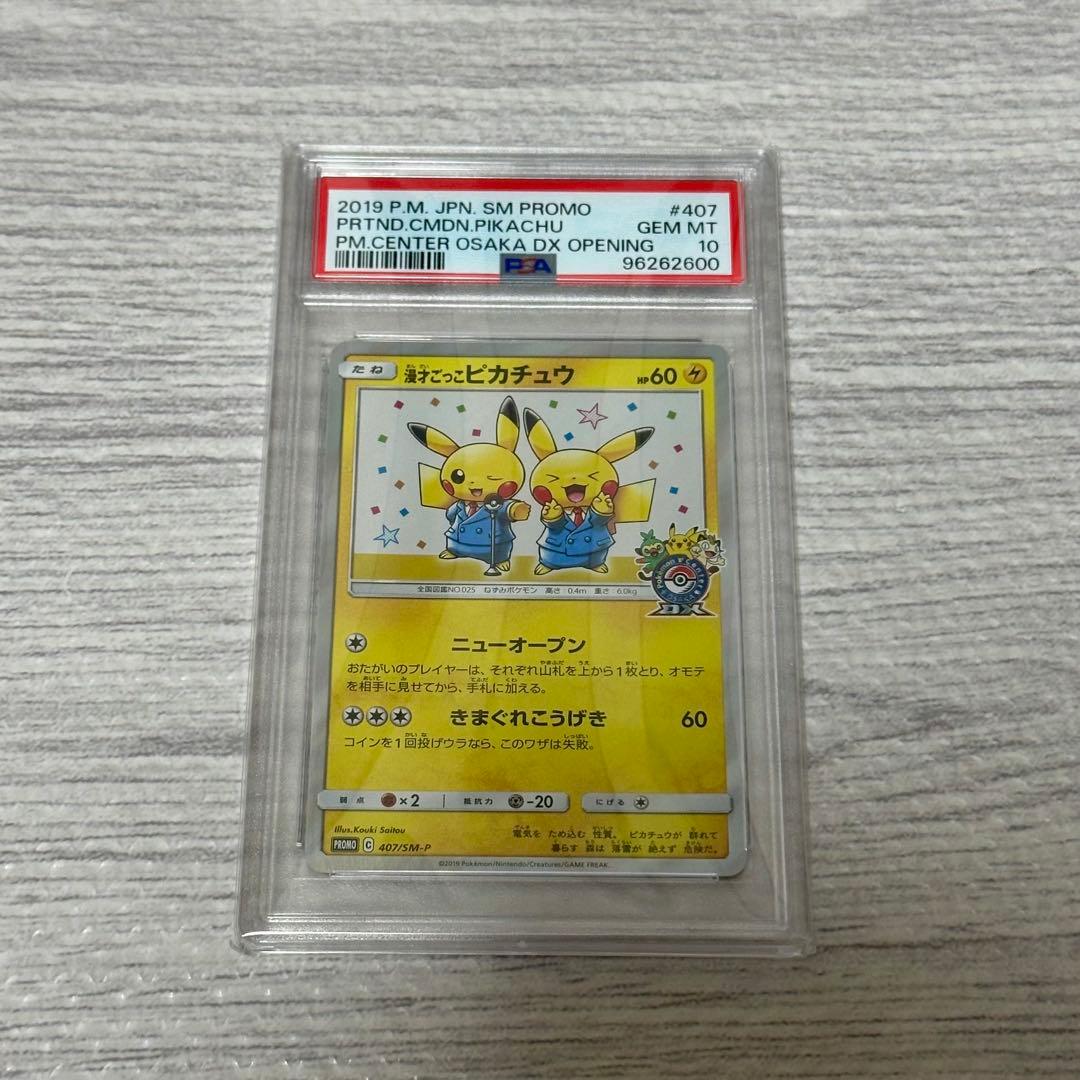 2019 P.M. JPN. SM PROMO #407
PRTND.CMDN.PIKACHU GEM MT
PM.CENTER OSAKA DX OPENING 10
PSA 96262600
たね 漫才ごっこピカチュウ HP60
Pokémon Center
DX
全国図鑑NO.025 ねずみポケモン 高さ:0.4m 重さ:6.0kg
ニューオープン
おたがいのプレイヤーは、それぞれ山札を上から1枚とり、オモテ
を相手に見せてから、手札に加える。
きまぐれこうげき 60
コインを1回投げウラなら、このワザは失敗。
弱点 ×2 抵抗力 -20 にげる
Illus.Kouki Saitou
電気を ため込む 性質。 ピカチュウが 群れて
暮らす 森は 落雷が 絶えず 危険だ。
PROMO C 407/SM-P
©2019 Pokémon/Nintendo/Creatures/GAME FREAK.